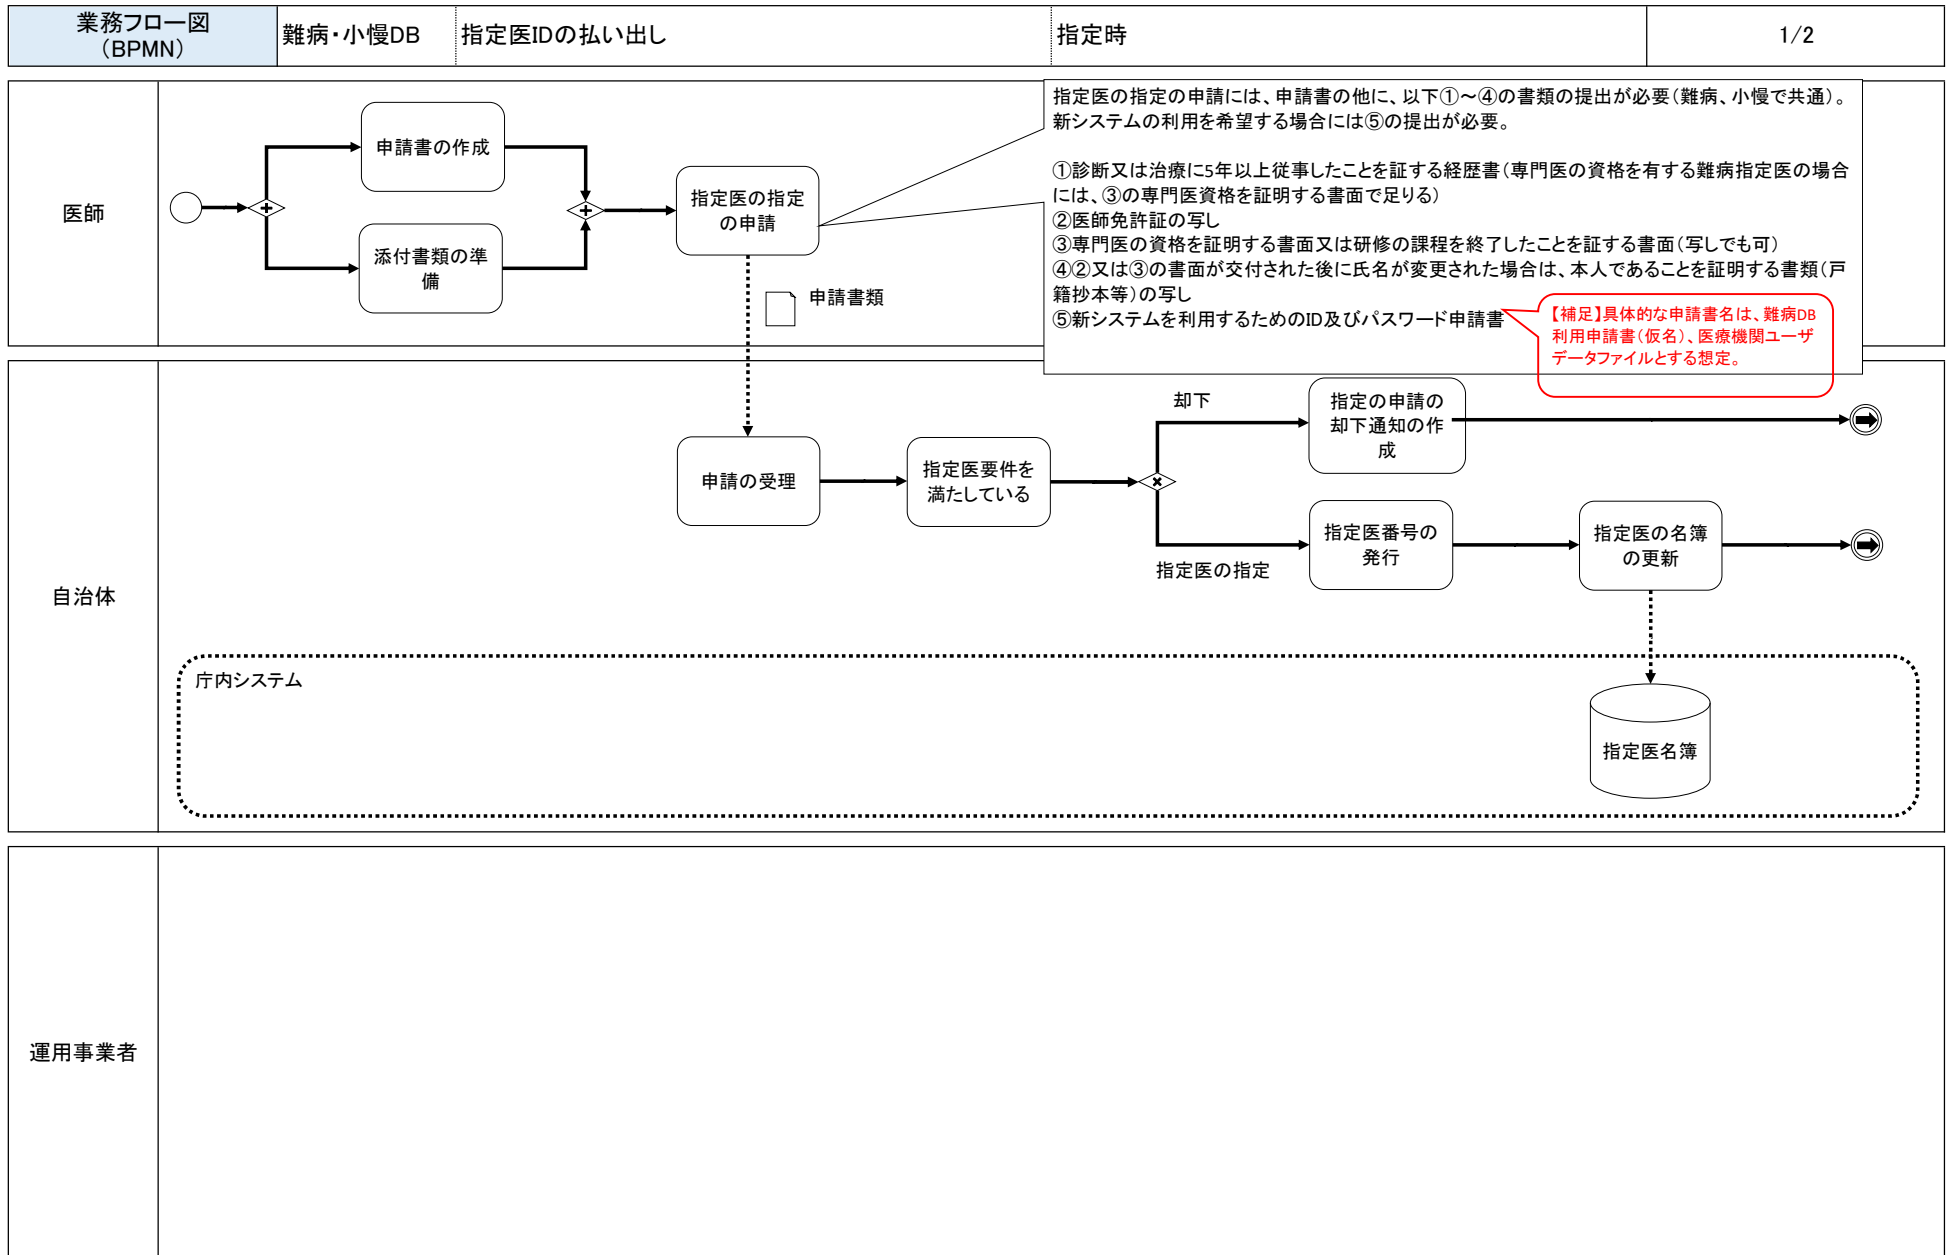 業務フロー図
（BPMN）
難病・小慢DB
指定医IDの払い出し
指定時
1/2
医師
申請書の作成
添付書類の準
備
指定医の指定
の申請
申請書類
指定医の指定の申請には、申請書の他に、以下①～④の書類の提出が必要（難病、小慢で共通）。
新システムの利用を希望する場合には⑤の提出が必要。
①診断又は治療に5年以上従事したことを証する経歴書（専門医の資格を有する難病指定医の場合
には、③の専門医資格を証明する書面で足りる）
②医師免許証の写し
③専門医の資格を証明する書面又は研修の課程を終了したことを証する書面（写しでも可）
④②又は③の書面が交付された後に氏名が変更された場合は、本人であることを証明する書類（戸
籍抄本等）の写し
⑤新システムを利用するためのID及びパスワード申請書
【補足】具体的な申請書名は、難病DB
利用申請書（仮名）、医療機関ユーザ
データファイルとする想定。
自治体
申請の受理
指定医要件を
満たしている
却下
指定の申請の
却下通知の作
成
指定医の指定
指定医番号の
発行
指定医の名簿
の更新
庁内システム
指定医名簿
運用事業者